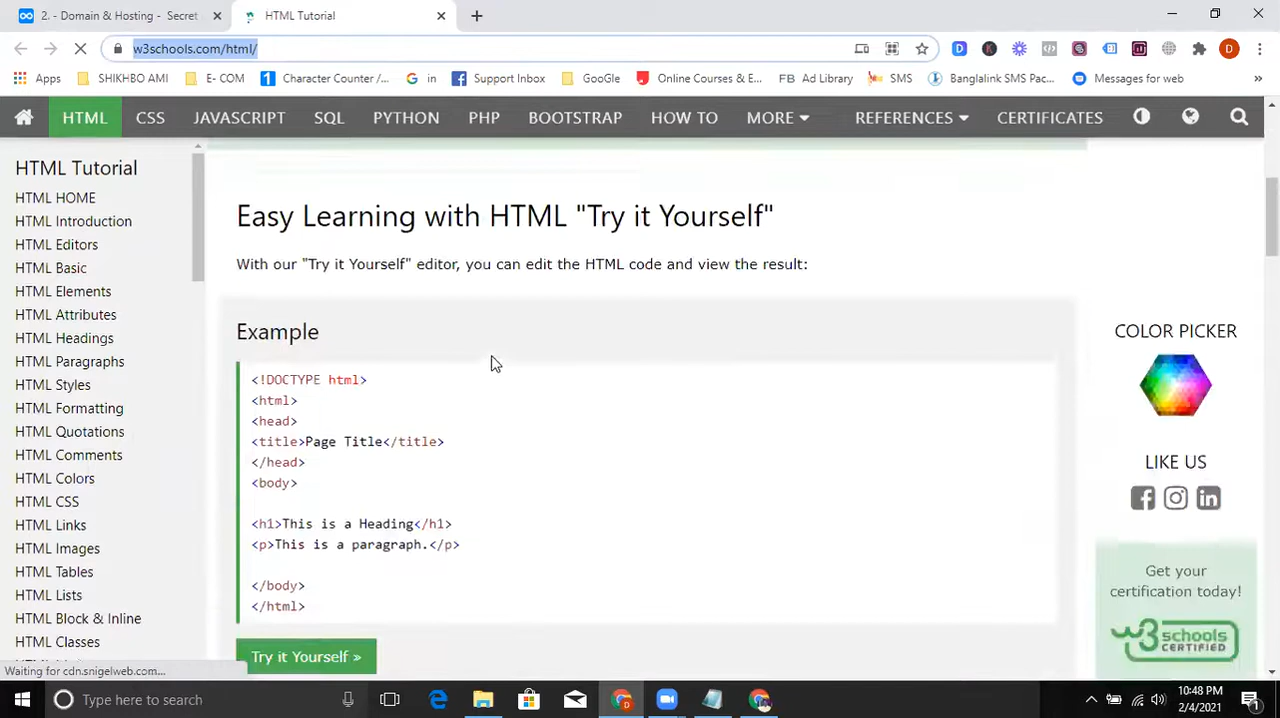 2. - Domain & Hosting - Secret
HTML Tutorial
w3schools.com/html/
Apps
SHIKHBO AMI
E- COM
Character Counter /...
in
Support Inbox
GooGle
Online Courses & E...
FB Ad Library
SMS
Banglalink SMS Pac...
Messages for web
HTML
CSS
JAVASCRIPT
SQL
PYTHON
PHP
BOOTSTRAP
HOW TO
MORE
REFERENCES
CERTIFICATES
HTML Tutorial
HTML HOME
HTML Introduction
HTML Editors
HTML Basic
HTML Elements
HTML Attributes
HTML Headings
HTML Paragraphs
HTML Styles
HTML Formatting
HTML Quotations
HTML Comments
HTML Colors
HTML CSS
HTML Links
HTML Images
HTML Tables
HTML Lists
HTML Block & Inline
HTML Classes
Easy Learning with HTML "Try it Yourself"
With our "Try it Yourself" editor, you can edit the HTML code and view the result:
Example
<!DOCTYPE html>
<html>
<head>
<title>Page Title</title>
</head>
<body>
<h1>This is a Heading</h1>
<p>This is a paragraph.</p>
</body>
</html>
Try it Yourself »
COLOR PICKER
LIKE US
Get your
certification today!
w3schools
CERTIFIED
Waiting for cdn.snigelweb.com...
Type here to search
10:48 PM
2/4/2021